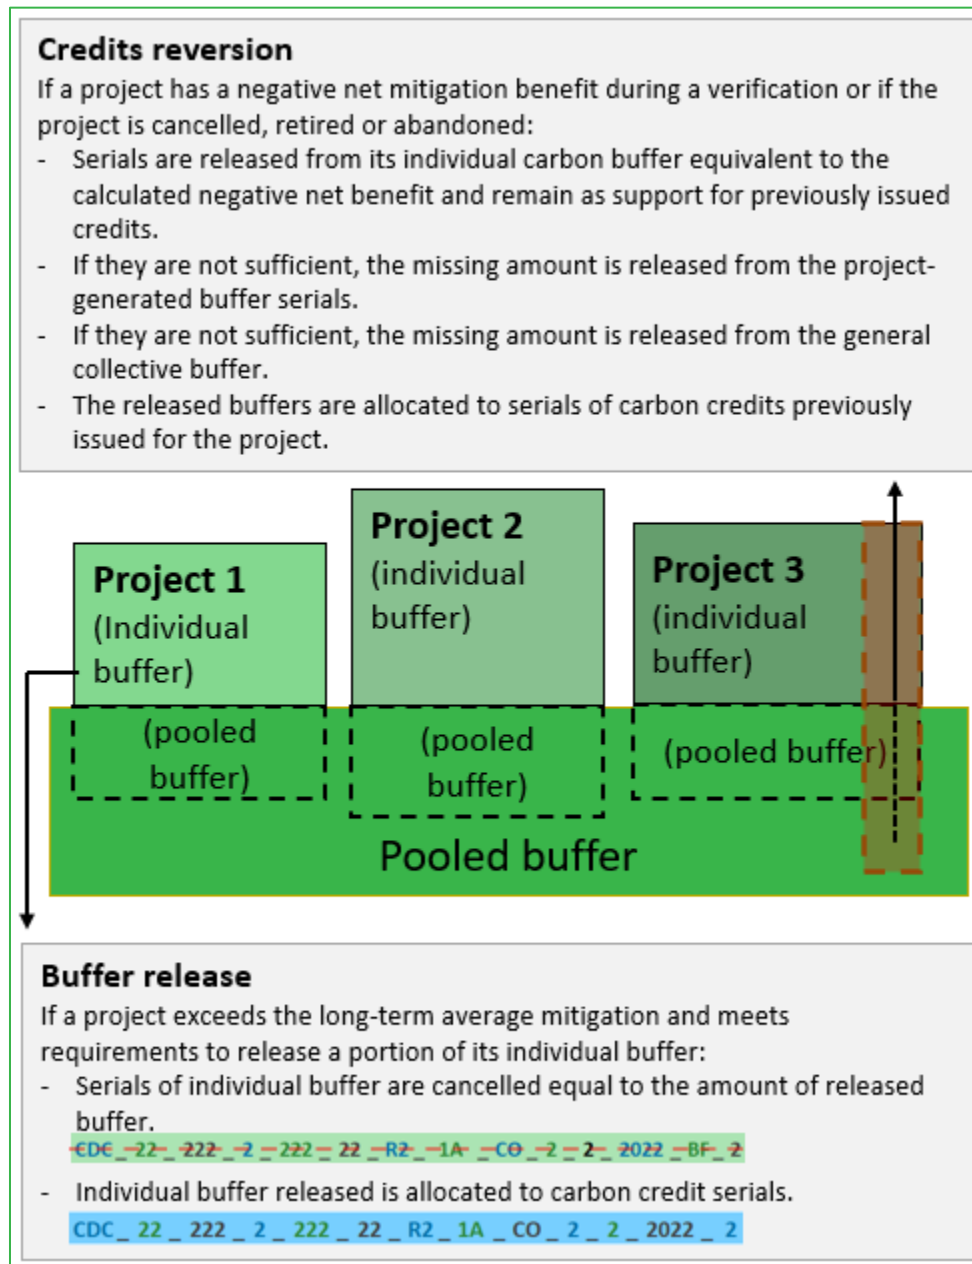 Credits reversion
If a project has a negative net mitigation benefit during a verification or if the
project is cancelled, retired or abandoned:
- Serials are released from its individual carbon buffer equivalent to the
calculated negative net benefit and remain as support for previously issued
credits.
- If they are not sufficient, the missing amount is released from the project-
generated buffer serials.
- If they are not sufficient, the missing amount is released from the general
collective buffer.
- The released buffers are allocated to serials of carbon credits previously
issued for the project.
Project 1
(Individual
buffer)
(pooled
buffer)
Project 2
(individual
buffer)
(pooled
buffer)
Project 3
(individual
buffer)
(pooled buffer)
Pooled buffer
Buffer release
If a project exceeds the long-term average mitigation and meets
requirements to release a portion of its individual buffer:
- Serials of individual buffer are cancelled equal to the amount of released
buffer.
CDC _ 22 _ 222 _ 2 _ 222 _ 22 _ R2 _ 1A _ CO _ 2 _ 2 _ 2022 _ BF _ 2
- Individual buffer released is allocated to carbon credit serials.
CDC _ 22 _ 222 _ 2 _ 222 _ 22 _ R2 _ 1A _ CO _ 2 _ 2 _ 2022 _ 2